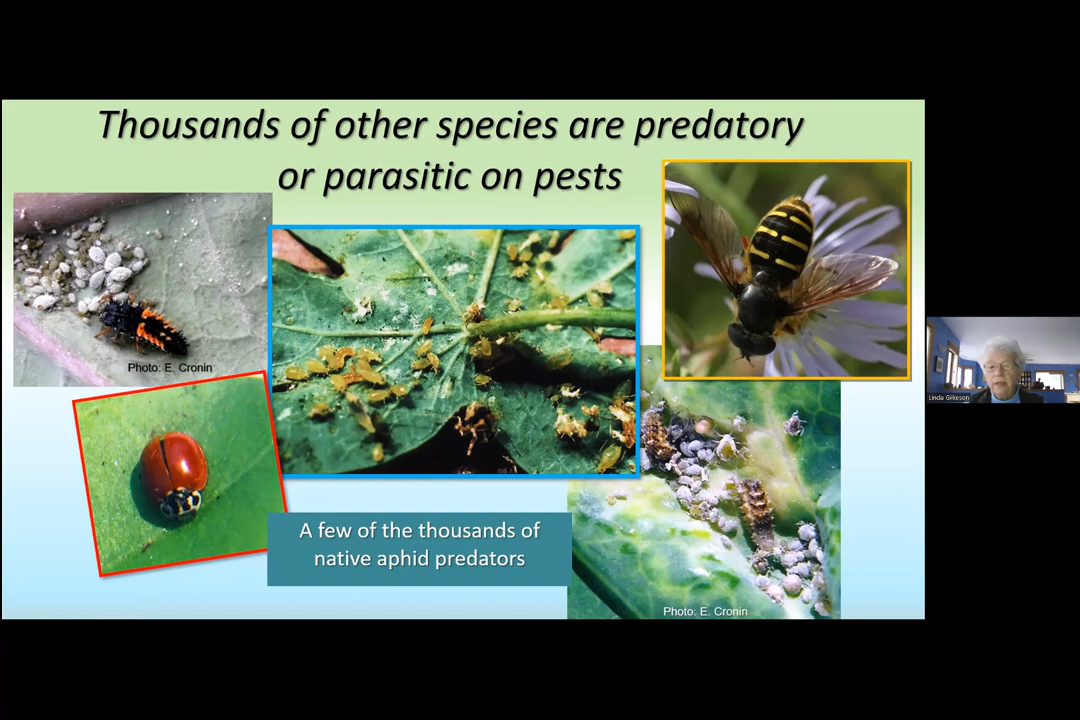 Thousands of other species are predatory
or parasitic on pests
Photo: E. Cronin
A few of the thousands of
native aphid predators
Photo: E. Cronin
Linda Gilkeson